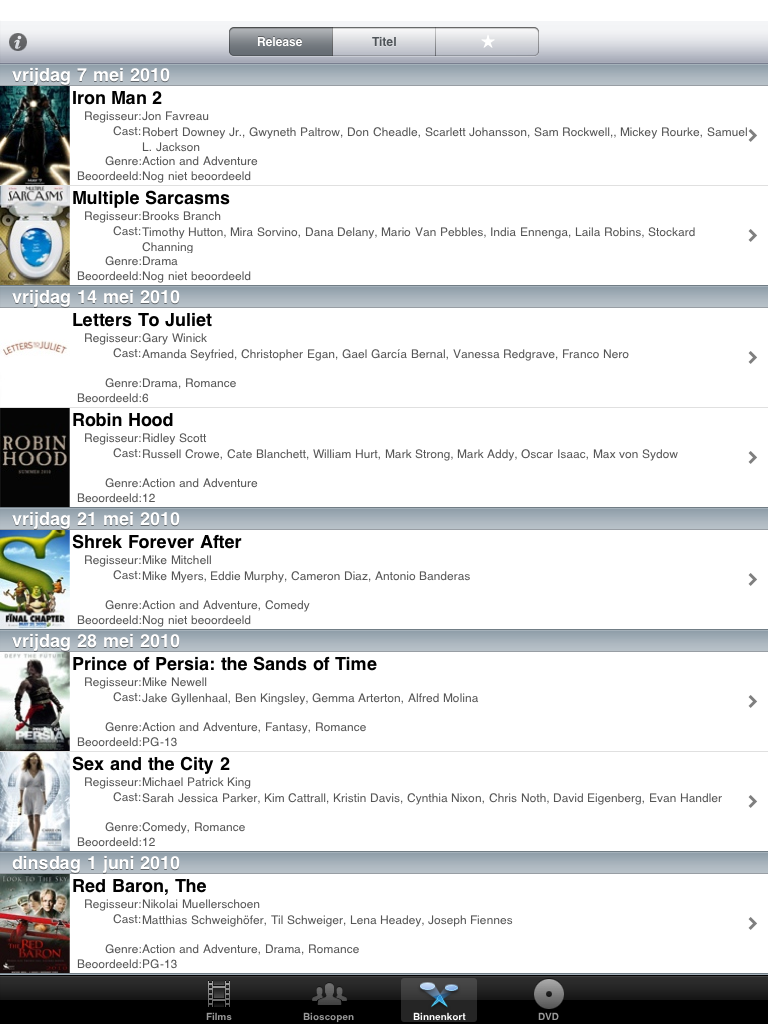 Release
Titel
vrijdag 7 mei 2010
Iron Man 2
Regisseur:Jon Favreau
Cast:Robert Downey Jr., Gwyneth Paltrow, Don Cheadle, Scarlett Johansson, Sam Rockwell,, Mickey Rourke, Samuel
L. Jackson
Genre:Action and Adventure
Beoordeeld:Nog niet beoordeeld
MULTIPLE
SARCASMS
Multiple Sarcasms
Regisseur:Brooks Branch
Cast:Timothy Hutton, Mira Sorvino, Dana Delany, Mario Van Pebbles, India Ennenga, Laila Robins, Stockard
Channing
Genre:Drama
Beoordeeld:Nog niet beoordeeld
vrijdag 14 mei 2010
LETTERS TO JULIET
Letters To Juliet
Regisseur:Gary Winick
Cast:Amanda Seyfried, Christopher Egan, Gael García Bernal, Vanessa Redgrave, Franco Nero
Genre:Drama, Romance
Beoordeeld:6
ROBIN
HOOD
SUMMER 2010
Robin Hood
Regisseur:Ridley Scott
Cast:Russell Crowe, Cate Blanchett, William Hurt, Mark Strong, Mark Addy, Oscar Isaac, Max von Sydow
Genre:Action and Adventure
Beoordeeld:12
vrijdag 21 mei 2010
FINAL CHAPTER
Shrek Forever After
Regisseur:Mike Mitchell
Cast:Mike Myers, Eddie Murphy, Cameron Diaz, Antonio Banderas
Genre:Action and Adventure, Comedy
Beoordeeld:Nog niet beoordeeld
vrijdag 28 mei 2010
DEFY THE FUTURE
PERSIA
Prince of Persia: the Sands of Time
Regisseur:Mike Newell
Cast:Jake Gyllenhaal, Ben Kingsley, Gemma Arterton, Alfred Molina
Genre:Action and Adventure, Fantasy, Romance
Beoordeeld:PG-13
2
Sex and the City 2
Regisseur:Michael Patrick King
Cast:Sarah Jessica Parker, Kim Cattrall, Kristin Davis, Cynthia Nixon, Chris Noth, David Eigenberg, Evan Handler
Genre:Comedy, Romance
Beoordeeld:12
dinsdag 1 juni 2010
LOOK TO THE SKY
THE RED
BARON
Red Baron, The
Regisseur:Nikolai Muellerschoen
Cast:Matthias Schweighöfer, Til Schweiger, Lena Headey, Joseph Fiennes
Genre:Action and Adventure, Drama, Romance
Beoordeeld:PG-13
Films
Bioscopen
Binnenkort
DVD